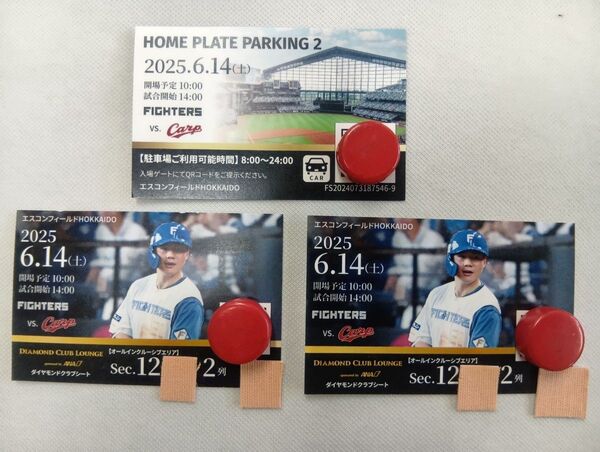 HOME PLATE PARKING 2
2025.6.14(土)
開場予定 10:00
試合開始 14:00
FIGHTERS
VS. Carp
【駐車場ご利用可能時間】8:00〜24:00
入場ゲートにてQRコードをご提示ください。
エスコンフィールドHOKKAIDO
CAR
FS2024073187546-9
エスコンフィールドHOKKAIDO
2025
6.14(土)
開場予定 10:00
試合開始 14:00
FIGHTERS
VS. Carp
DIAMOND CLUB LOUNGE
sponsored by ANA
ダイヤモンドクラブシート
【オールインクルーシブエリア】
Sec.12 2列
エスコンフィールドHOKKAIDO
2025
6.14(土)
開場予定 10:00
試合開始 14:00
FIGHTERS
VS. Carp
DIAMOND CLUB LOUNGE
sponsored by ANA
ダイヤモンドクラブシート
【オールインクルーシブエリア】
Sec.12 2列